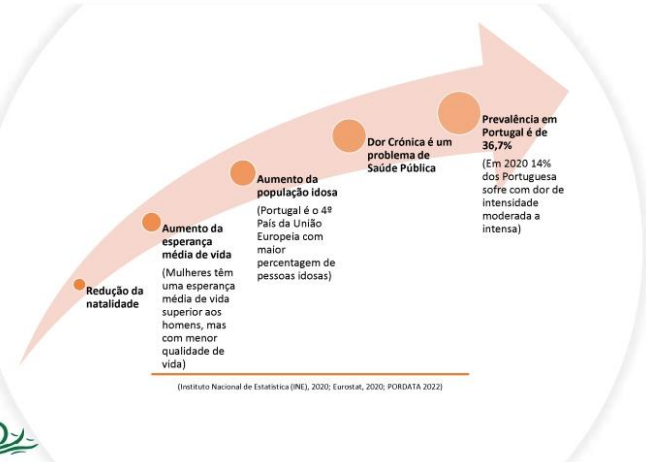 Redução da
natalidade
Aumento da
esperança
média de vida
(Mulheres têm
uma esperança
média de vida
superior aos
homens, mas
com menor
qualidade de
vida)
Aumento da
população idosa
(Portugal é o 4º
País da União
Europeia com
maior
percentagem de
pessoas idosas)
Dor Crónica é um
problema de
Saúde Pública
Prevalência em
Portugal é de
36,7%
(Em 2020 14%
dos Portuguesa
sofre com dor de
intensidade
moderada a
intensa)
(Instituto Nacional de Estatística (INE), 2020; Eurostat, 2020; PORDATA 2022)